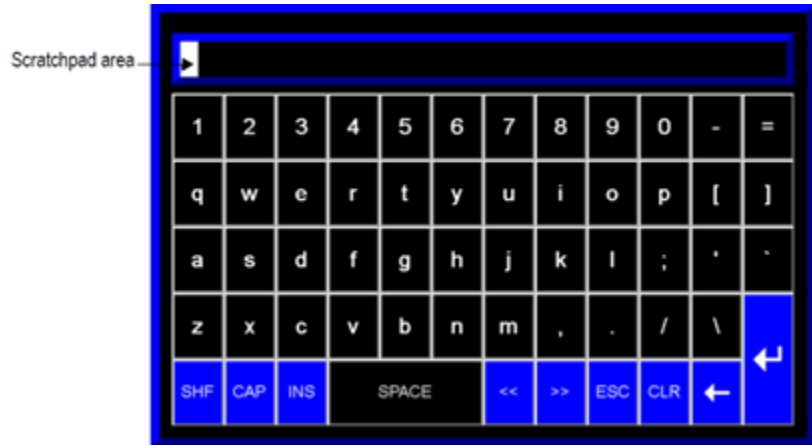 Scratchpad area
1 2 3 4 5 6 7 8 9 0 - =
q w e r t y u i o p [ ]
a s d f g h j k l ; ' `
z x c v b n m , . / \
SHF CAP INS SPACE << >> ESC CLR